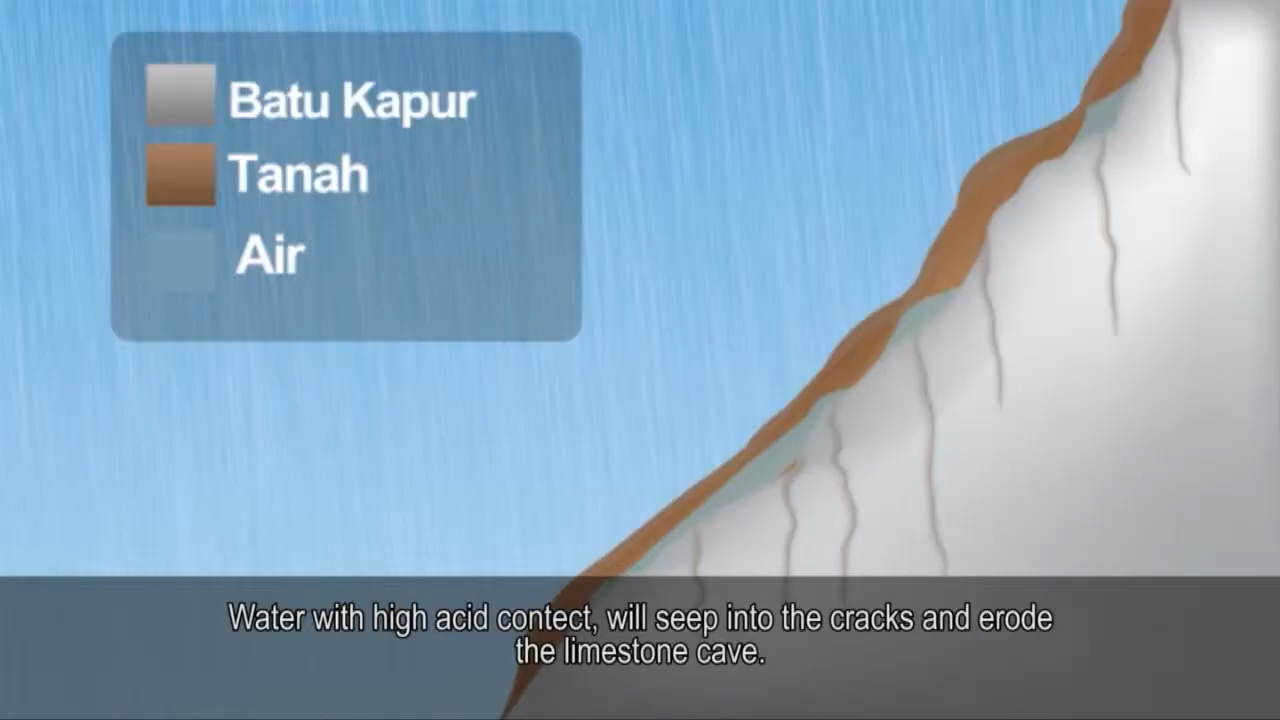 Batu Kapur
Tanah
Air
Water with high acid contect, will seep into the cracks and erode
the limestone cave.